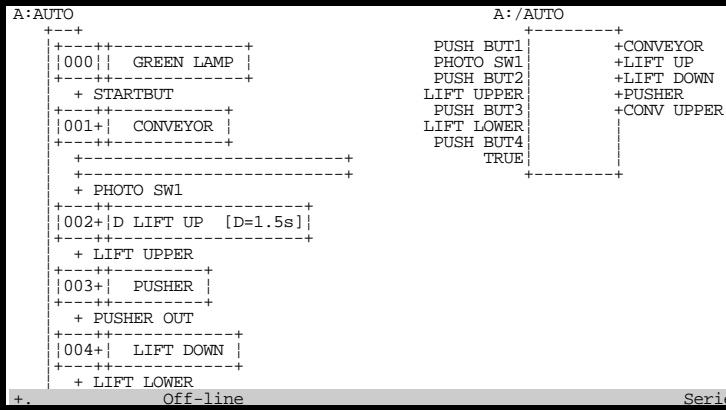 A:AUTO
000 GREEN LAMP
+ STARTBUT
001+ CONVEYOR
+ PHOTO SW1
002+ D LIFT UP [D=1.5s]
+ LIFT UPPER
003+ PUSHER
+ PUSHER OUT
004+ LIFT DOWN
+ LIFT LOWER
A:/AUTO
PUSH BUT1 +CONVEYOR
PHOTO SW1 +LIFT UP
PUSH BUT2 +LIFT DOWN
LIFT UPPER +PUSHER
PUSH BUT3 +CONV UPPER
LIFT LOWER
PUSH BUT4
TRUE
+. Off-line